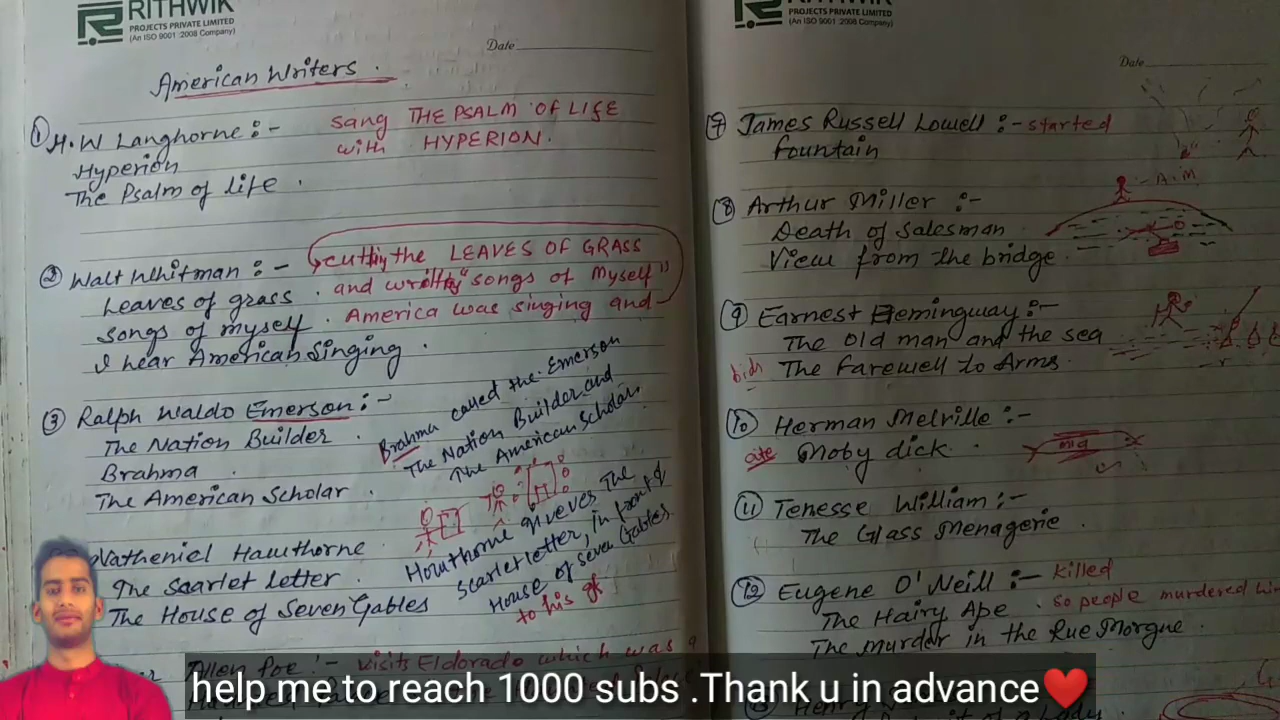 RITHWIK
PROJECTS PRIVATE LIMITED
(An ISO 9001 :2008 Company)
Date
American Writers .
① H.W Langhorne :- sang THE PSALM OF LIFE
Hyperion with HYPERION.
The Psalm of life .
② Walt Whitman :- cutting the LEAVES OF GRASS
Leaves of grass . and writing "songs of Myself"
songs of myself . America was singing and
I hear American Singing .
③ Ralph Waldo Emerson :-
The Nation Builder .
Brahma .
The American Scholar .
Brahma called the Emerson
The Nation Builder and
The American Scholar.
Natheniel Hawthorne .
The Scarlet Letter .
The House of Seven Gables
Howthorne giveves The
Scarlet letter, in front of
House of seven Gables
to his gf
Allen Poe :- visits Eldorado which was a
RITHWIK
PROJECTS PRIVATE LIMITED
(An ISO 9001 :2008 Company)
Date
⑦ James Russell Lowell :- started
fountain
⑧ Arthur Miller :-
- A.M
Death of Salesman
View from the bridge .
⑨ Earnest Hemingway :-
The Old man and the sea
bids The Farewell to Arms .
⑩ Herman Melville :-
ate Moby dick .
⑪ Tenesse William :-
The Glass Menagerie .
⑫ Eugene O' Neill :- killed
The Hairy Ape . so people murdered him
The Murder in the Rue Morgue .
help me to reach 1000 subs .Thank u in advance❤️